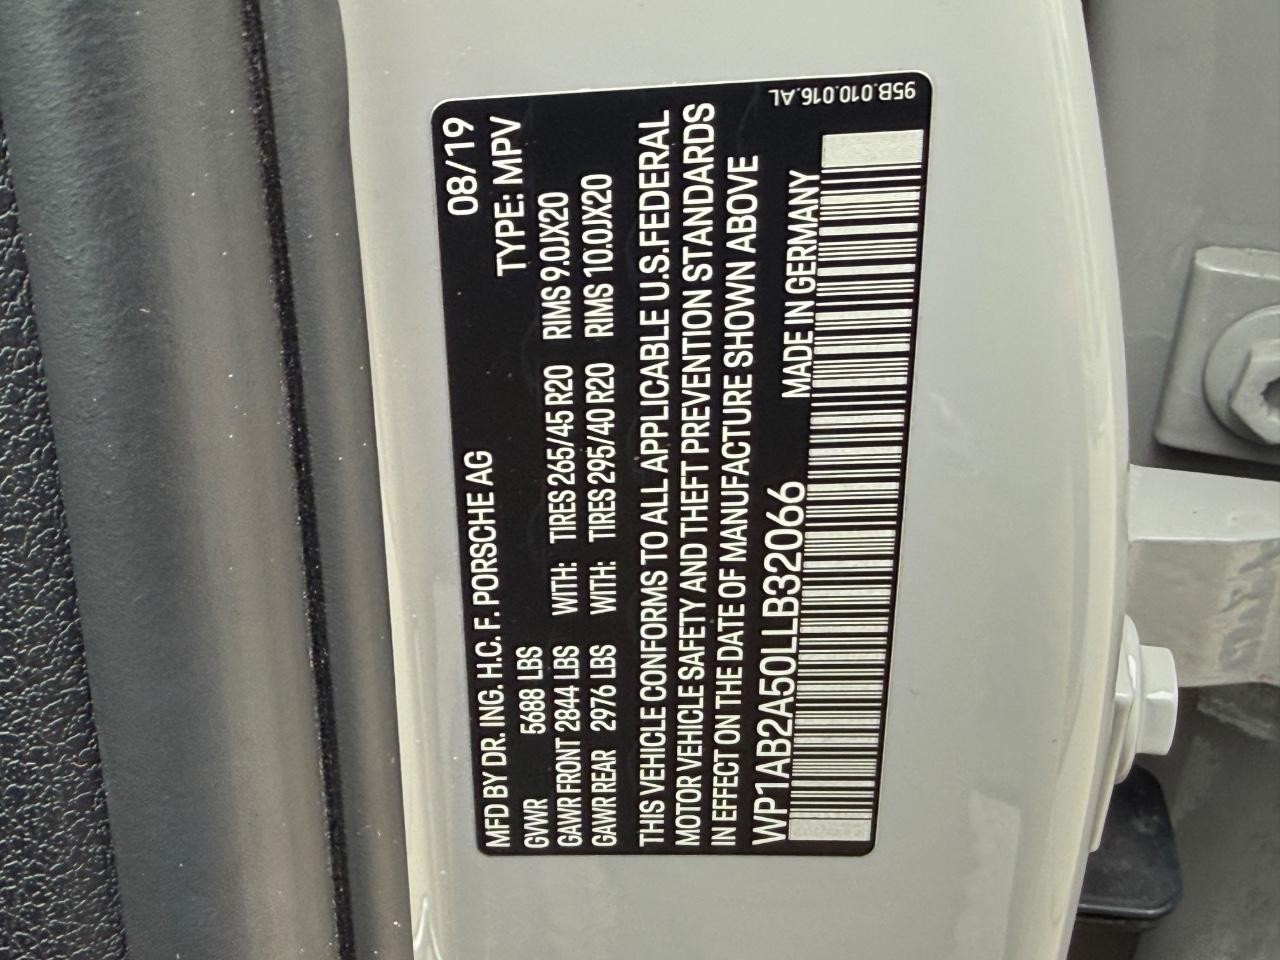 MFD BY DR. ING. H.C. F. PORSCHE AG 08/19
GVWR 5688 LBS TYPE: MPV
GAWR FRONT 2844 LBS WITH: TIRES 265/45 R20 RIMS 9.0JX20
GAWR REAR 2976 LBS WITH: TIRES 295/40 R20 RIMS 10.0JX20
THIS VEHICLE CONFORMS TO ALL APPLICABLE U.S.FEDERAL
MOTOR VEHICLE SAFETY AND THEFT PREVENTION STANDARDS
IN EFFECT ON THE DATE OF MANUFACTURE SHOWN ABOVE
WP1AB2A50LLB32066 MADE IN GERMANY
95B.010.016.AL